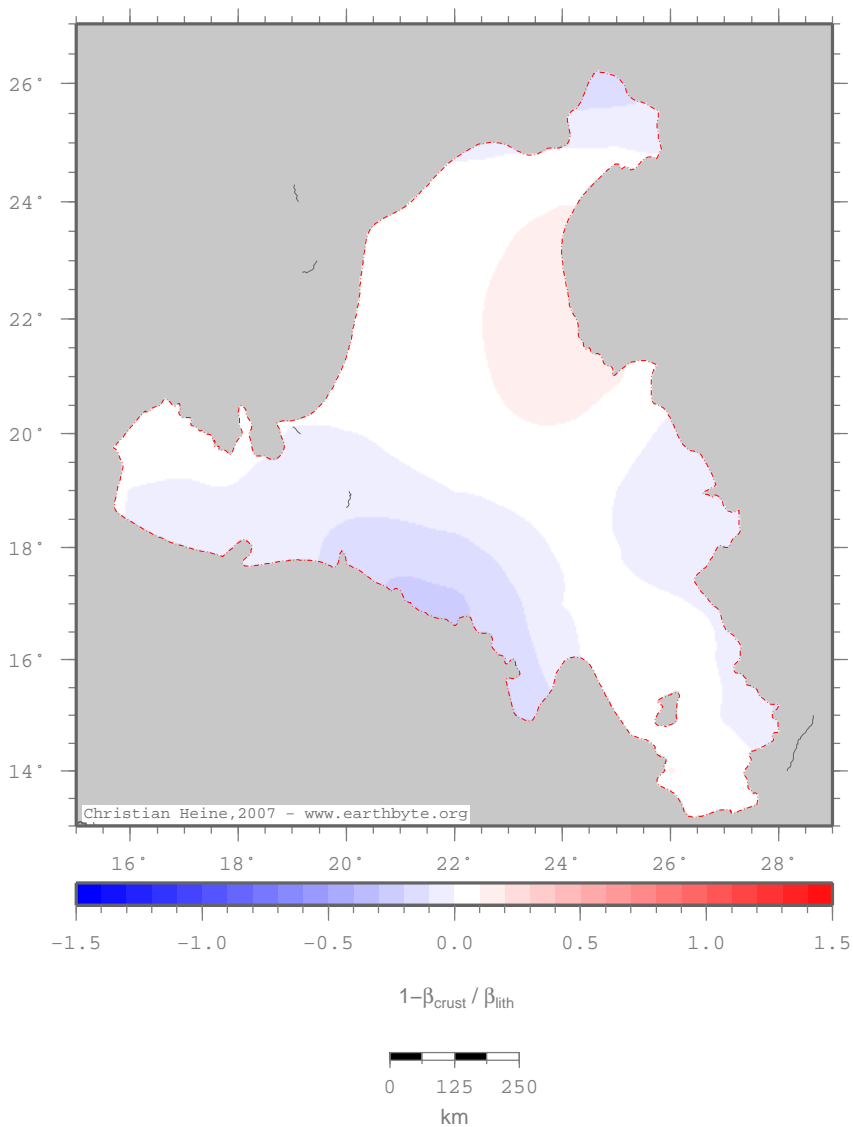 26°
24°
22°
20°
18°
16°
14°
Christian Heine,2007 - www.earthbyte.org
16° 18° 20° 22° 24° 26° 28°
−1.5 −1.0 −0.5 0.0 0.5 1.0 1.5
1−βcrust / βlith
0 125 250
km